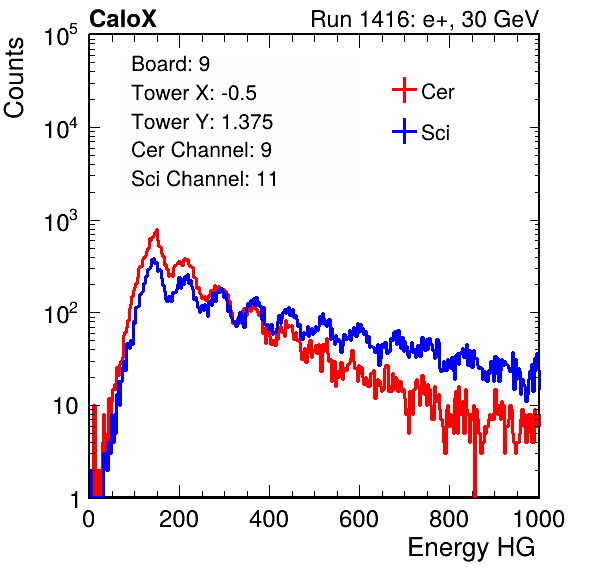 CaloX Run 1416: e+, 30 GeV
Counts
Board: 9
Tower X: -0.5
Tower Y: 1.375
Cer Channel: 9
Sci Channel: 11
Cer
Sci
10^5
10^4
10^3
10^2
10
1
0 200 400 600 800 1000
Energy HG